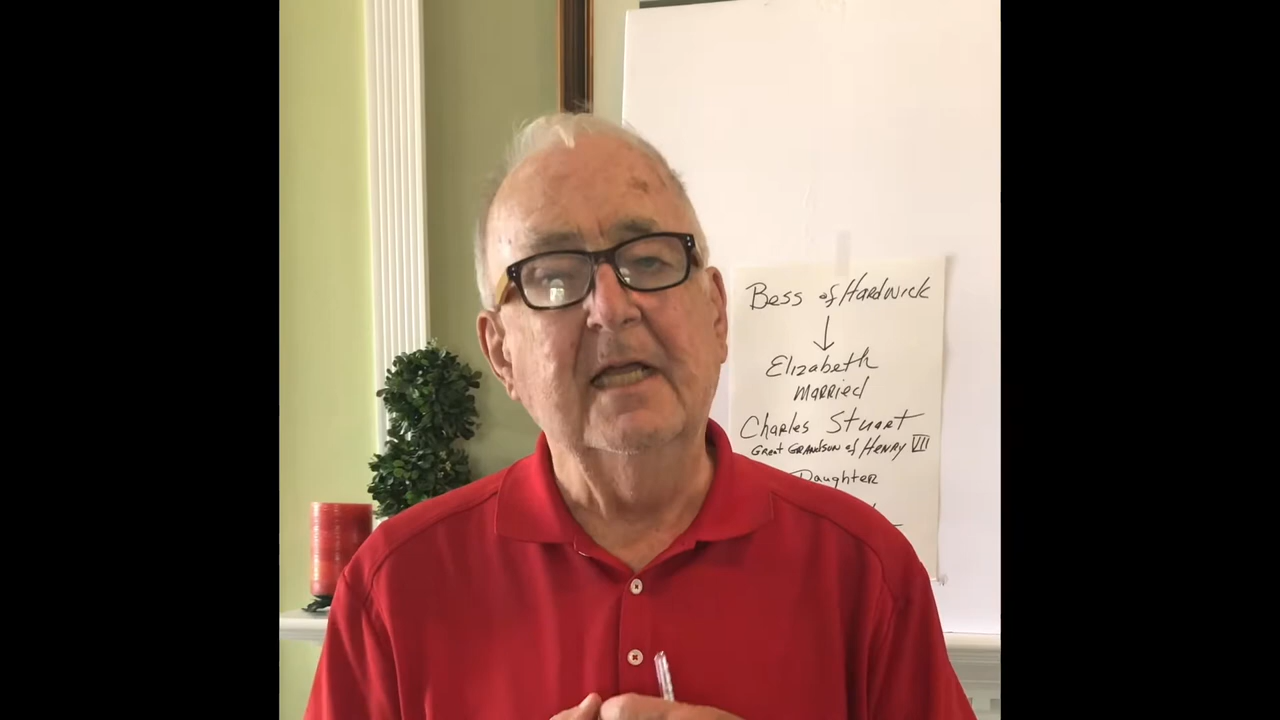 Bess of Hardwick
Elizabeth
Married
Charles Stuart
Great Grandson of Henry VII
Daughter